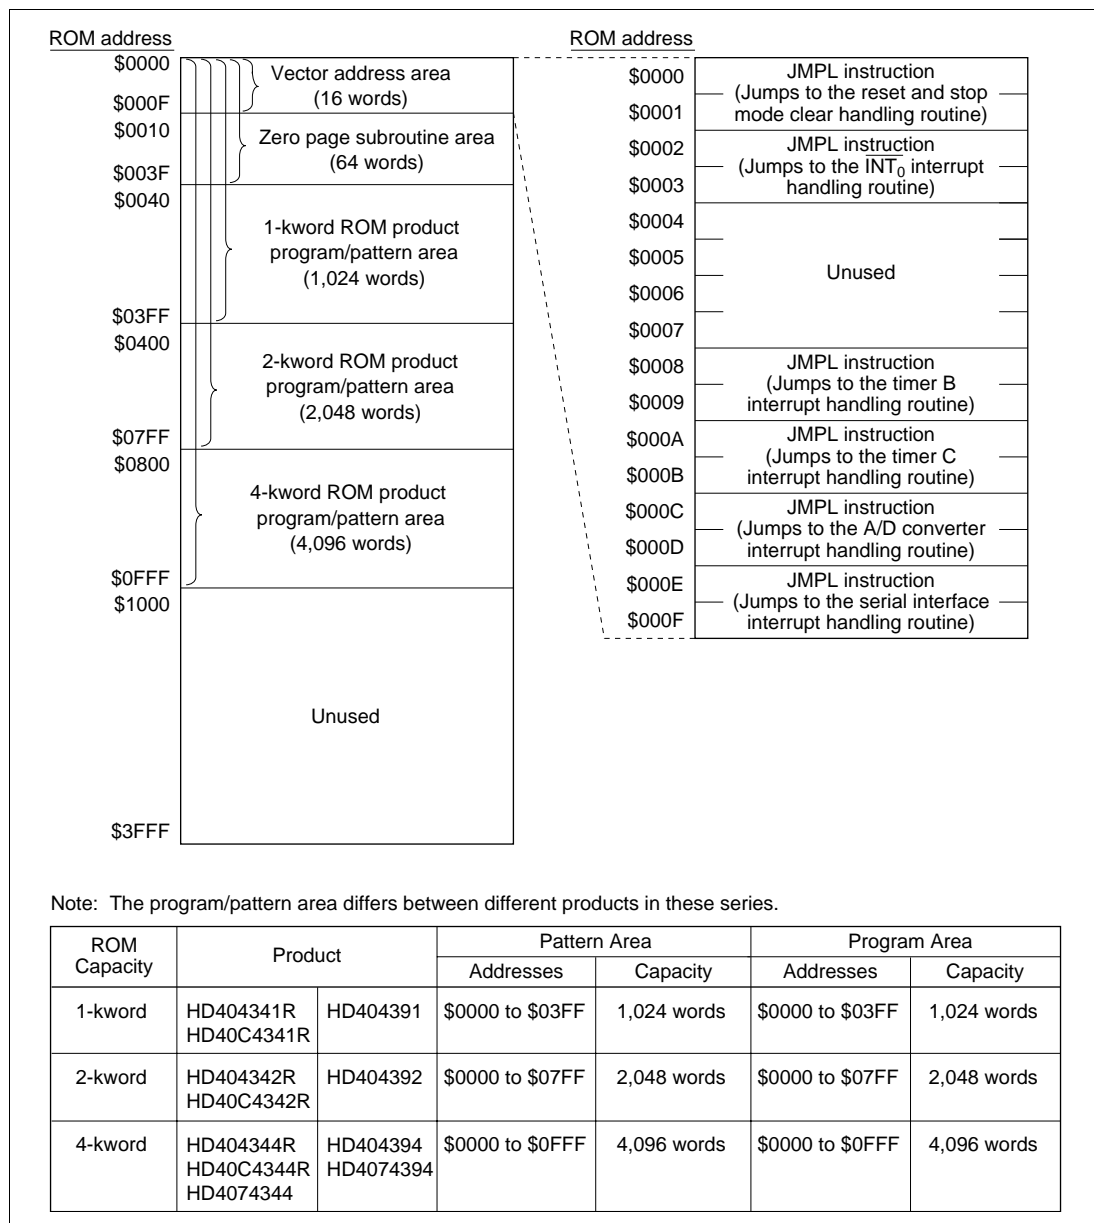 ROM address
$0000
$000F
$0010
$003F
$0040
$03FF
$0400
$07FF
$0800
$0FFF
$1000
$3FFF
Vector address area
(16 words)
Zero page subroutine area
(64 words)
1-kword ROM product
program/pattern area
(1,024 words)
2-kword ROM product
program/pattern area
(2,048 words)
4-kword ROM product
program/pattern area
(4,096 words)
Unused
ROM address
$0000
$0001
JMPL instruction
(Jumps to the reset and stop
mode clear handling routine)
$0002
$0003
JMPL instruction
(Jumps to the INT0 interrupt
handling routine)
$0004
$0005
$0006
$0007
Unused
$0008
$0009
JMPL instruction
(Jumps to the timer B
interrupt handling routine)
$000A
$000B
JMPL instruction
(Jumps to the timer C
interrupt handling routine)
$000C
$000D
JMPL instruction
(Jumps to the A/D converter
interrupt handling routine)
$000E
$000F
JMPL instruction
(Jumps to the serial interface
interrupt handling routine)
Note: The program/pattern area differs between different products in these series.
ROM
Capacity
Product
Pattern Area
Program Area
Addresses
Capacity
Addresses
Capacity
1-kword
HD404341R
HD40C4341R
HD404391
$0000 to $03FF
1,024 words
$0000 to $03FF
1,024 words
2-kword
HD404342R
HD40C4342R
HD404392
$0000 to $07FF
2,048 words
$0000 to $07FF
2,048 words
4-kword
HD404344R
HD40C4344R
HD4074344
HD404394
HD4074394
$0000 to $0FFF
4,096 words
$0000 to $0FFF
4,096 words